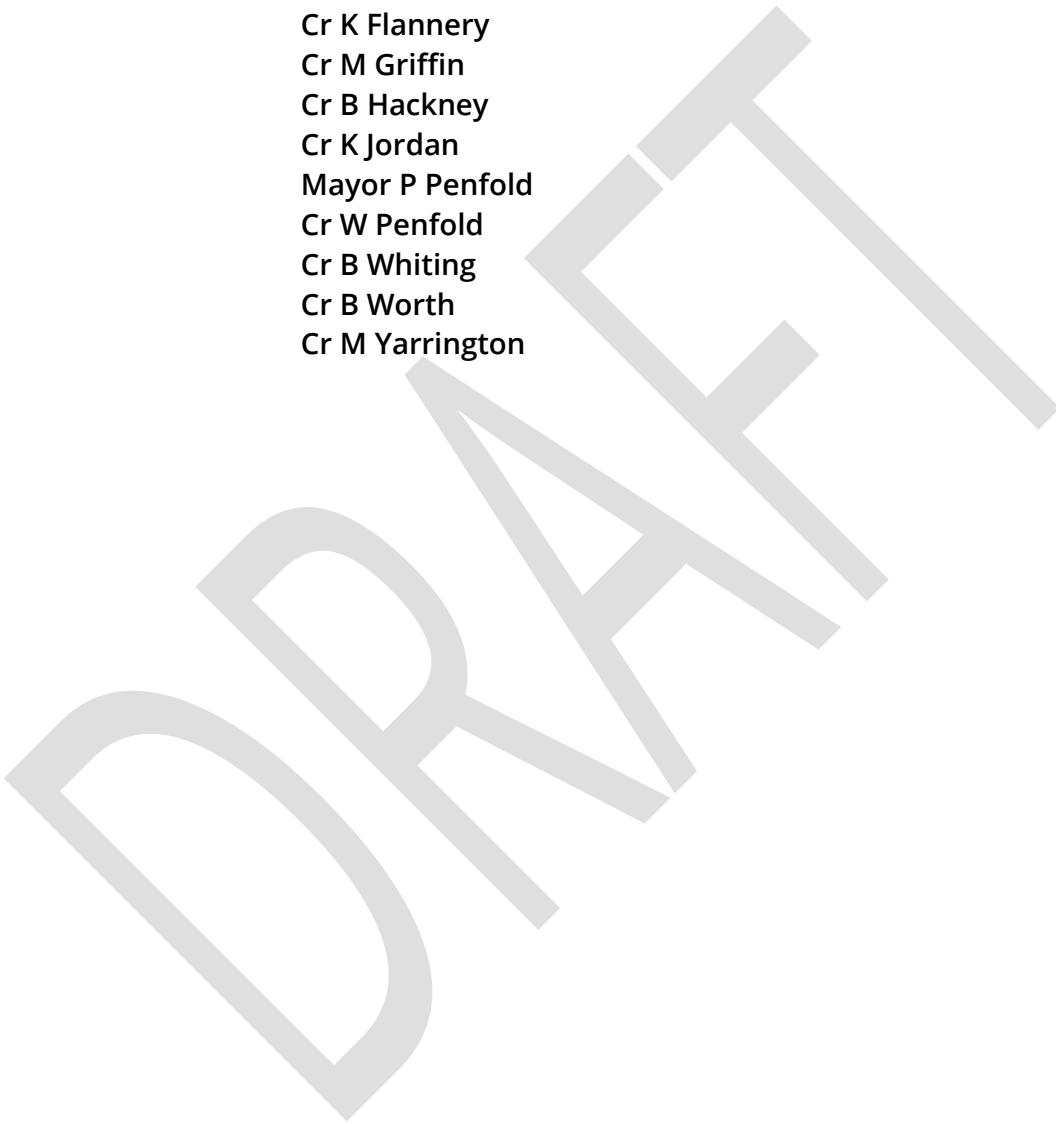 Cr K Flannery
Cr M Griffin
Cr B Hackney
Cr K Jordan
Mayor P Penfold
Cr W Penfold
Cr B Whiting
Cr B Worth
Cr M Yarrington
DRAFT